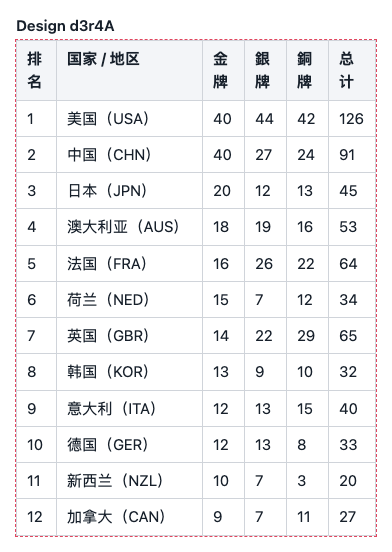 Design d3r4A
排名 国家 / 地区 金牌 銀牌 銅牌 总计
1 美国（USA） 40 44 42 126
2 中国（CHN） 40 27 24 91
3 日本（JPN） 20 12 13 45
4 澳大利亚（AUS） 18 19 16 53
5 法国（FRA） 16 26 22 64
6 荷兰（NED） 15 7 12 34
7 英国（GBR） 14 22 29 65
8 韩国（KOR） 13 9 10 32
9 意大利（ITA） 12 13 15 40
10 德国（GER） 12 13 8 33
11 新西兰（NZL） 10 7 3 20
12 加拿大（CAN） 9 7 11 27